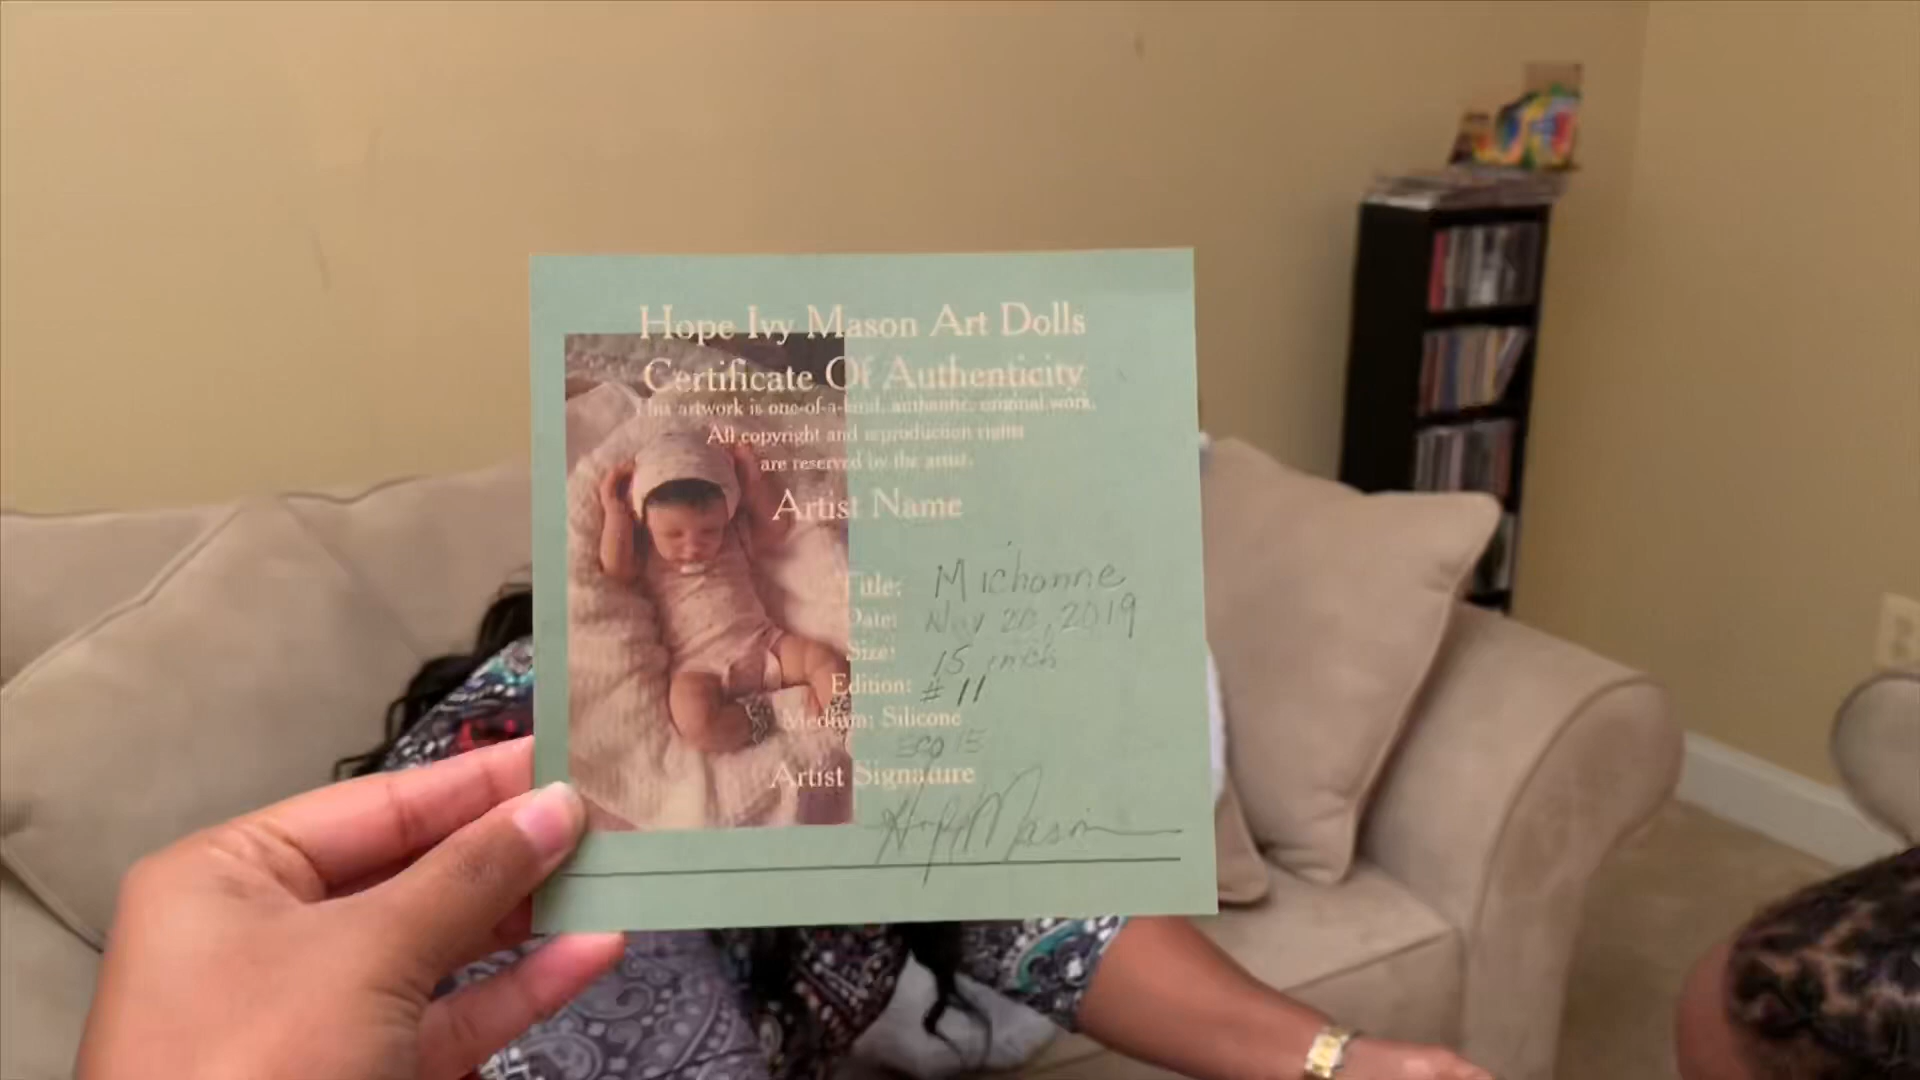 Hope Ivy Mason Art Dolls
Certificate Of Authenticity
This artwork is one-of-a-kind, authentic, original work.
All copyright and reproduction rights
are reserved by the artist.
Artist Name
Title: Michonne
Date: Nov 20, 2019
Size: 15 inch
Edition: #11
Medium: Silicone
Artist Signature
Hope Mason